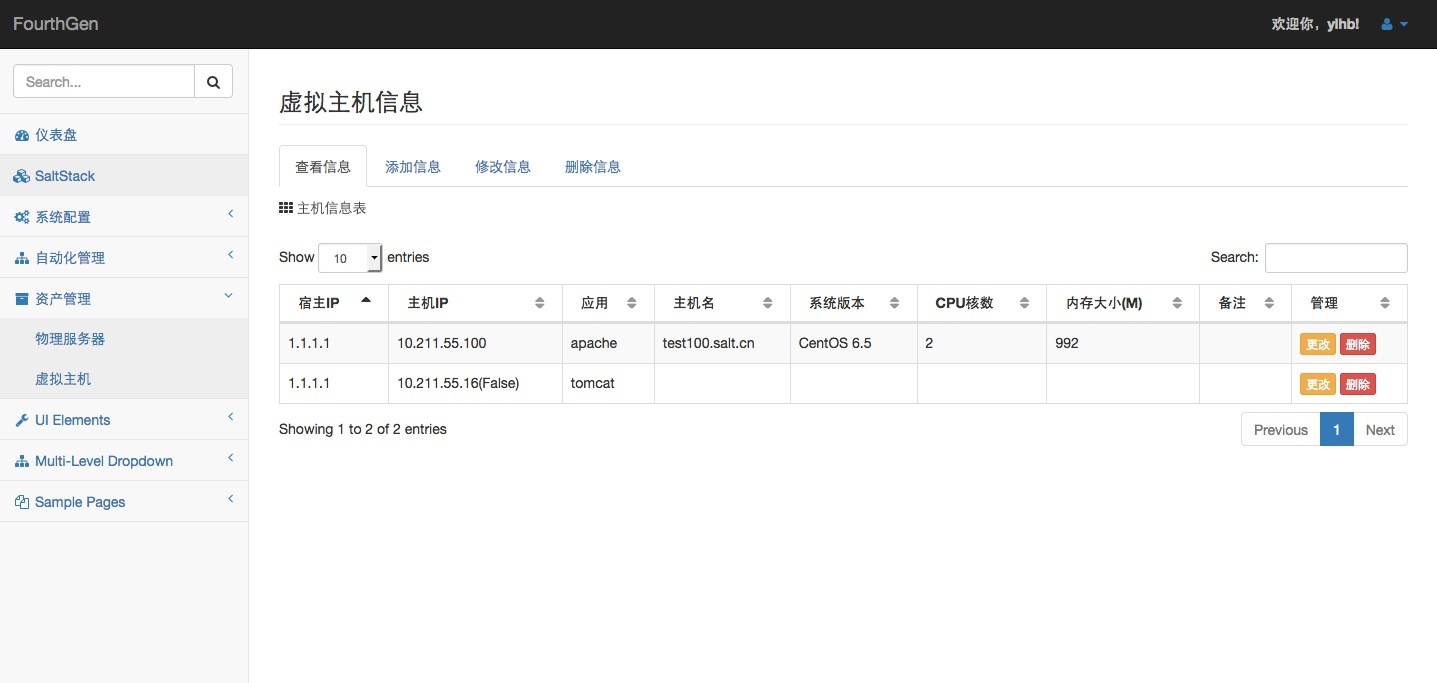 FourthGen
欢迎你，ylhb!
Search...
仪表盘
SaltStack
系统配置
自动化管理
资产管理
物理服务器
虚拟主机
UI Elements
Multi-Level Dropdown
Sample Pages
虚拟主机信息
查看信息 添加信息 修改信息 删除信息
主机信息表
Show 10 entries Search:
宿主IP 主机IP 应用 主机名 系统版本 CPU核数 内存大小(M) 备注 管理
1.1.1.1 10.211.55.100 apache test100.salt.cn CentOS 6.5 2 992 更改 删除
1.1.1.1 10.211.55.16(False) tomcat 更改 删除
Showing 1 to 2 of 2 entries Previous 1 Next